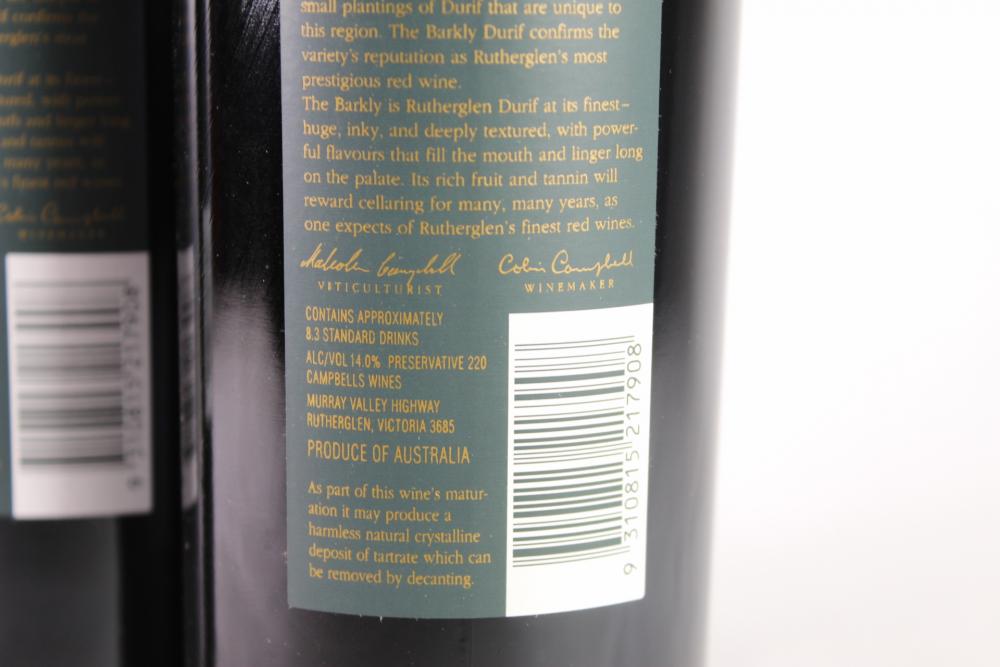 small plantings of Durif that are unique to
this region. The Barkly Durif confirms the
variety's reputation as Rutherglen's most
prestigious red wine.
The Barkly is Rutherglen Durif at its finest–
huge, inky, and deeply textured, with power-
ful flavours that fill the mouth and linger long
on the palate. Its rich fruit and tannin will
reward cellaring for many, many years, as
one expects of Rutherglen's finest red wines.
Malcolm Campbell
VITICULTURIST
Colin Campbell
WINEMAKER
CONTAINS APPROXIMATELY
8.3 STANDARD DRINKS
ALC/VOL 14.0% PRESERVATIVE 220
CAMPBELLS WINES
MURRAY VALLEY HIGHWAY
RUTHERGLEN, VICTORIA 3685
PRODUCE OF AUSTRALIA
As part of this wine's matur-
ation it may produce a
harmless natural crystalline
deposit of tartrate which can
be removed by decanting.
9 310815 217908